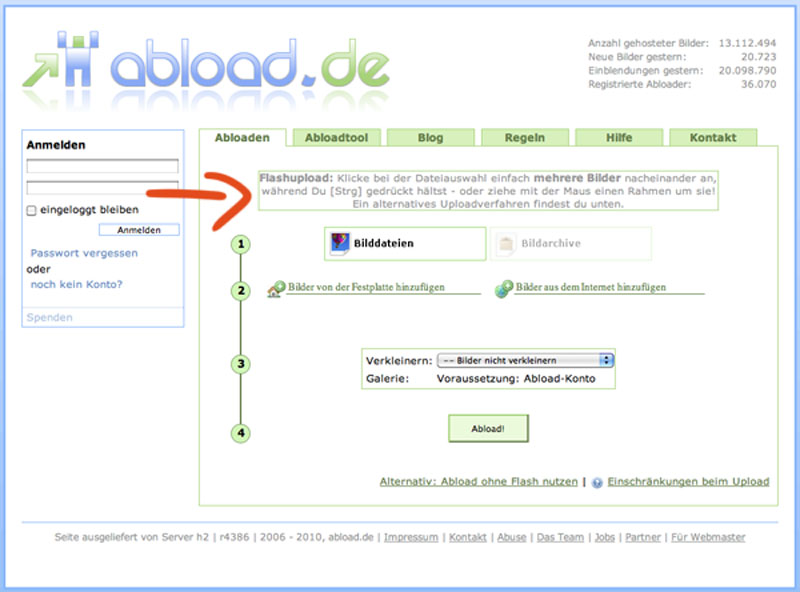 abload.de
Anzahl gehosteter Bilder: 13.112.494
Neue Bilder gestern: 20.723
Einblendungen gestern: 20.098.790
Registrierte Abloader: 36.070
Anmelden
eingeloggt bleiben
Anmelden
Passwort vergessen
oder
noch kein Konto?
Spenden
Abloaden Abloadtool Blog Regeln Hilfe Kontakt
Flashupload: Klicke bei der Dateiauswahl einfach mehrere Bilder nacheinander an,
während Du [Strg] gedrückt hältst - oder ziehe mit der Maus einen Rahmen um sie!
Ein alternatives Uploadverfahren findest du unten.
1
Bilddateien Bildarchive
2
Bilder von der Festplatte hinzufügen Bilder aus dem Internet hinzufügen
3
Verkleinern: -- Bilder nicht verkleinern
Galerie: Voraussetzung: Abload-Konto
4
Abload!
Alternativ: Abload ohne Flash nutzen | Einschränkungen beim Upload
Seite ausgeliefert von Server h2 | r4386 | 2006 - 2010, abload.de | Impressum | Kontakt | Abuse | Das Team | Jobs | Partner | Für Webmaster